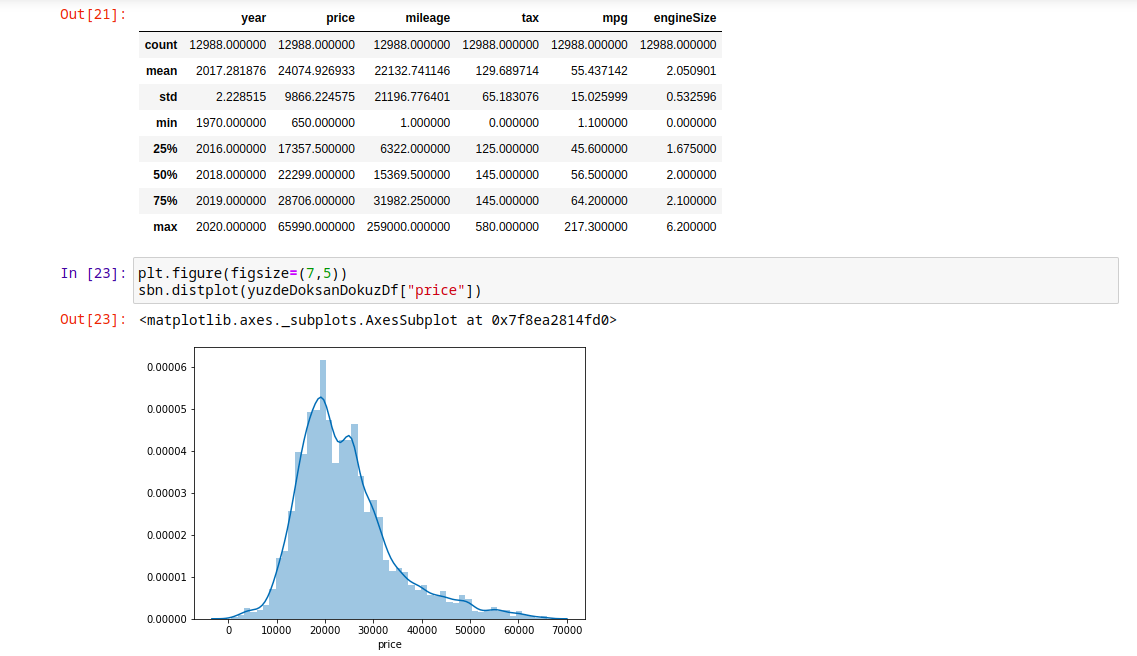 Out[21]:
year price mileage tax mpg engineSize
count 12988.000000 12988.000000 12988.000000 12988.000000 12988.000000 12988.000000
mean 2017.281876 24074.926933 22132.741146 129.689714 55.437142 2.050901
std 2.228515 9866.224575 21196.776401 65.183076 15.025999 0.532596
min 1970.000000 650.000000 1.000000 0.000000 1.100000 0.000000
25% 2016.000000 17357.500000 6322.000000 125.000000 45.600000 1.675000
50% 2018.000000 22299.000000 15369.500000 145.000000 56.500000 2.000000
75% 2019.000000 28706.000000 31982.250000 145.000000 64.200000 2.100000
max 2020.000000 65990.000000 259000.000000 580.000000 217.300000 6.200000
In [23]: plt.figure(figsize=(7,5))
sbn.distplot(yuzdeDoksanDokuzDf["price"])
Out[23]: <matplotlib.axes._subplots.AxesSubplot at 0x7f8ea2814fd0>
0.00006
0.00005
0.00004
0.00003
0.00002
0.00001
0.00000
0 10000 20000 30000 40000 50000 60000 70000
price